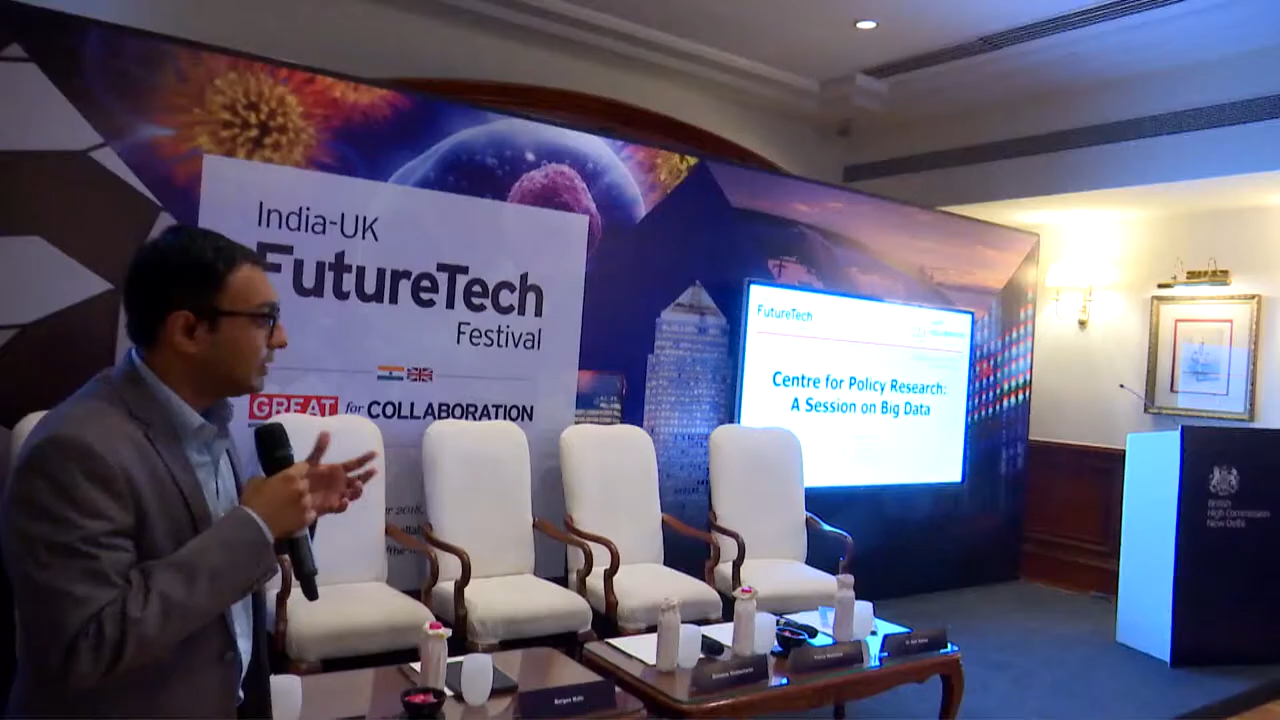 India-UK
FutureTech
Festival
GREAT for COLLABORATION
FutureTech
Centre for Policy Research:
A Session on Big Data
British
High Commission
New Delhi